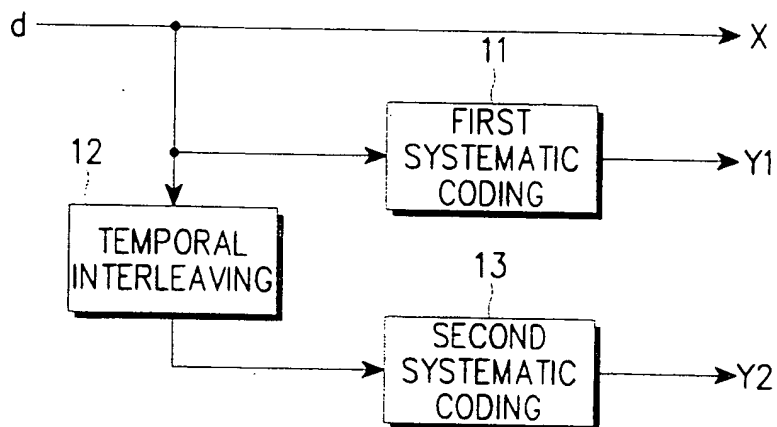 d
X
11
FIRST
SYSTEMATIC
CODING
Y1
12
TEMPORAL
INTERLEAVING
13
SECOND
SYSTEMATIC
CODING
Y2